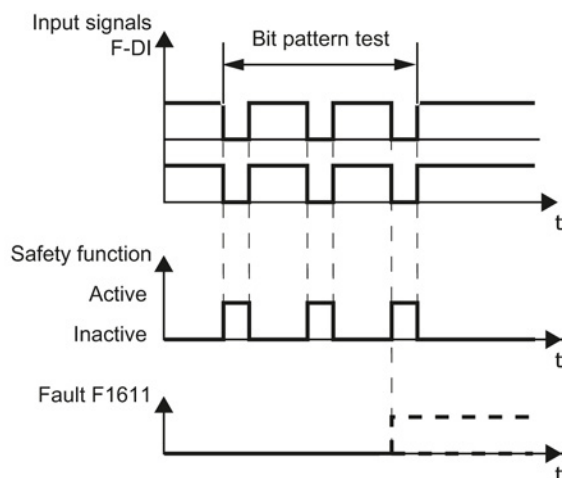 Input signals
F-DI
Bit pattern test
t
Safety function
Active
Inactive
t
Fault F1611
t